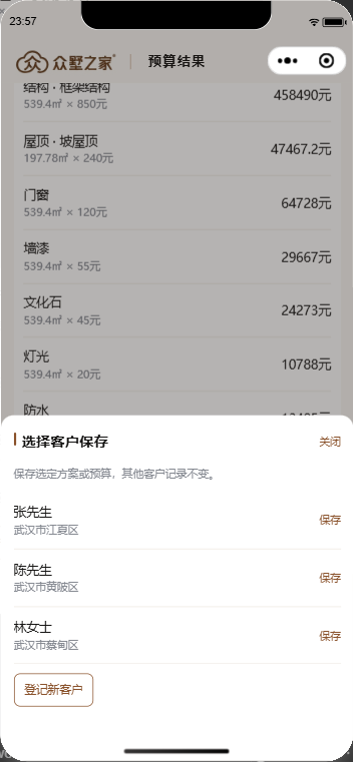 23:57
众墅之家
预算结果
结构 · 框架结构
458490元
539.4㎡ × 850元
屋顶 · 坡屋顶
47467.2元
197.78㎡ × 240元
门窗
64728元
539.4㎡ × 120元
墙漆
29667元
539.4㎡ × 55元
文化石
24273元
539.4㎡ × 45元
灯光
10788元
539.4㎡ × 20元
防水
选择客户保存
关闭
保存选定方案或预算，其他客户记录不变。
张先生
保存
武汉市江夏区
陈先生
保存
武汉市黄陂区
林女士
保存
武汉市蔡甸区
登记新客户